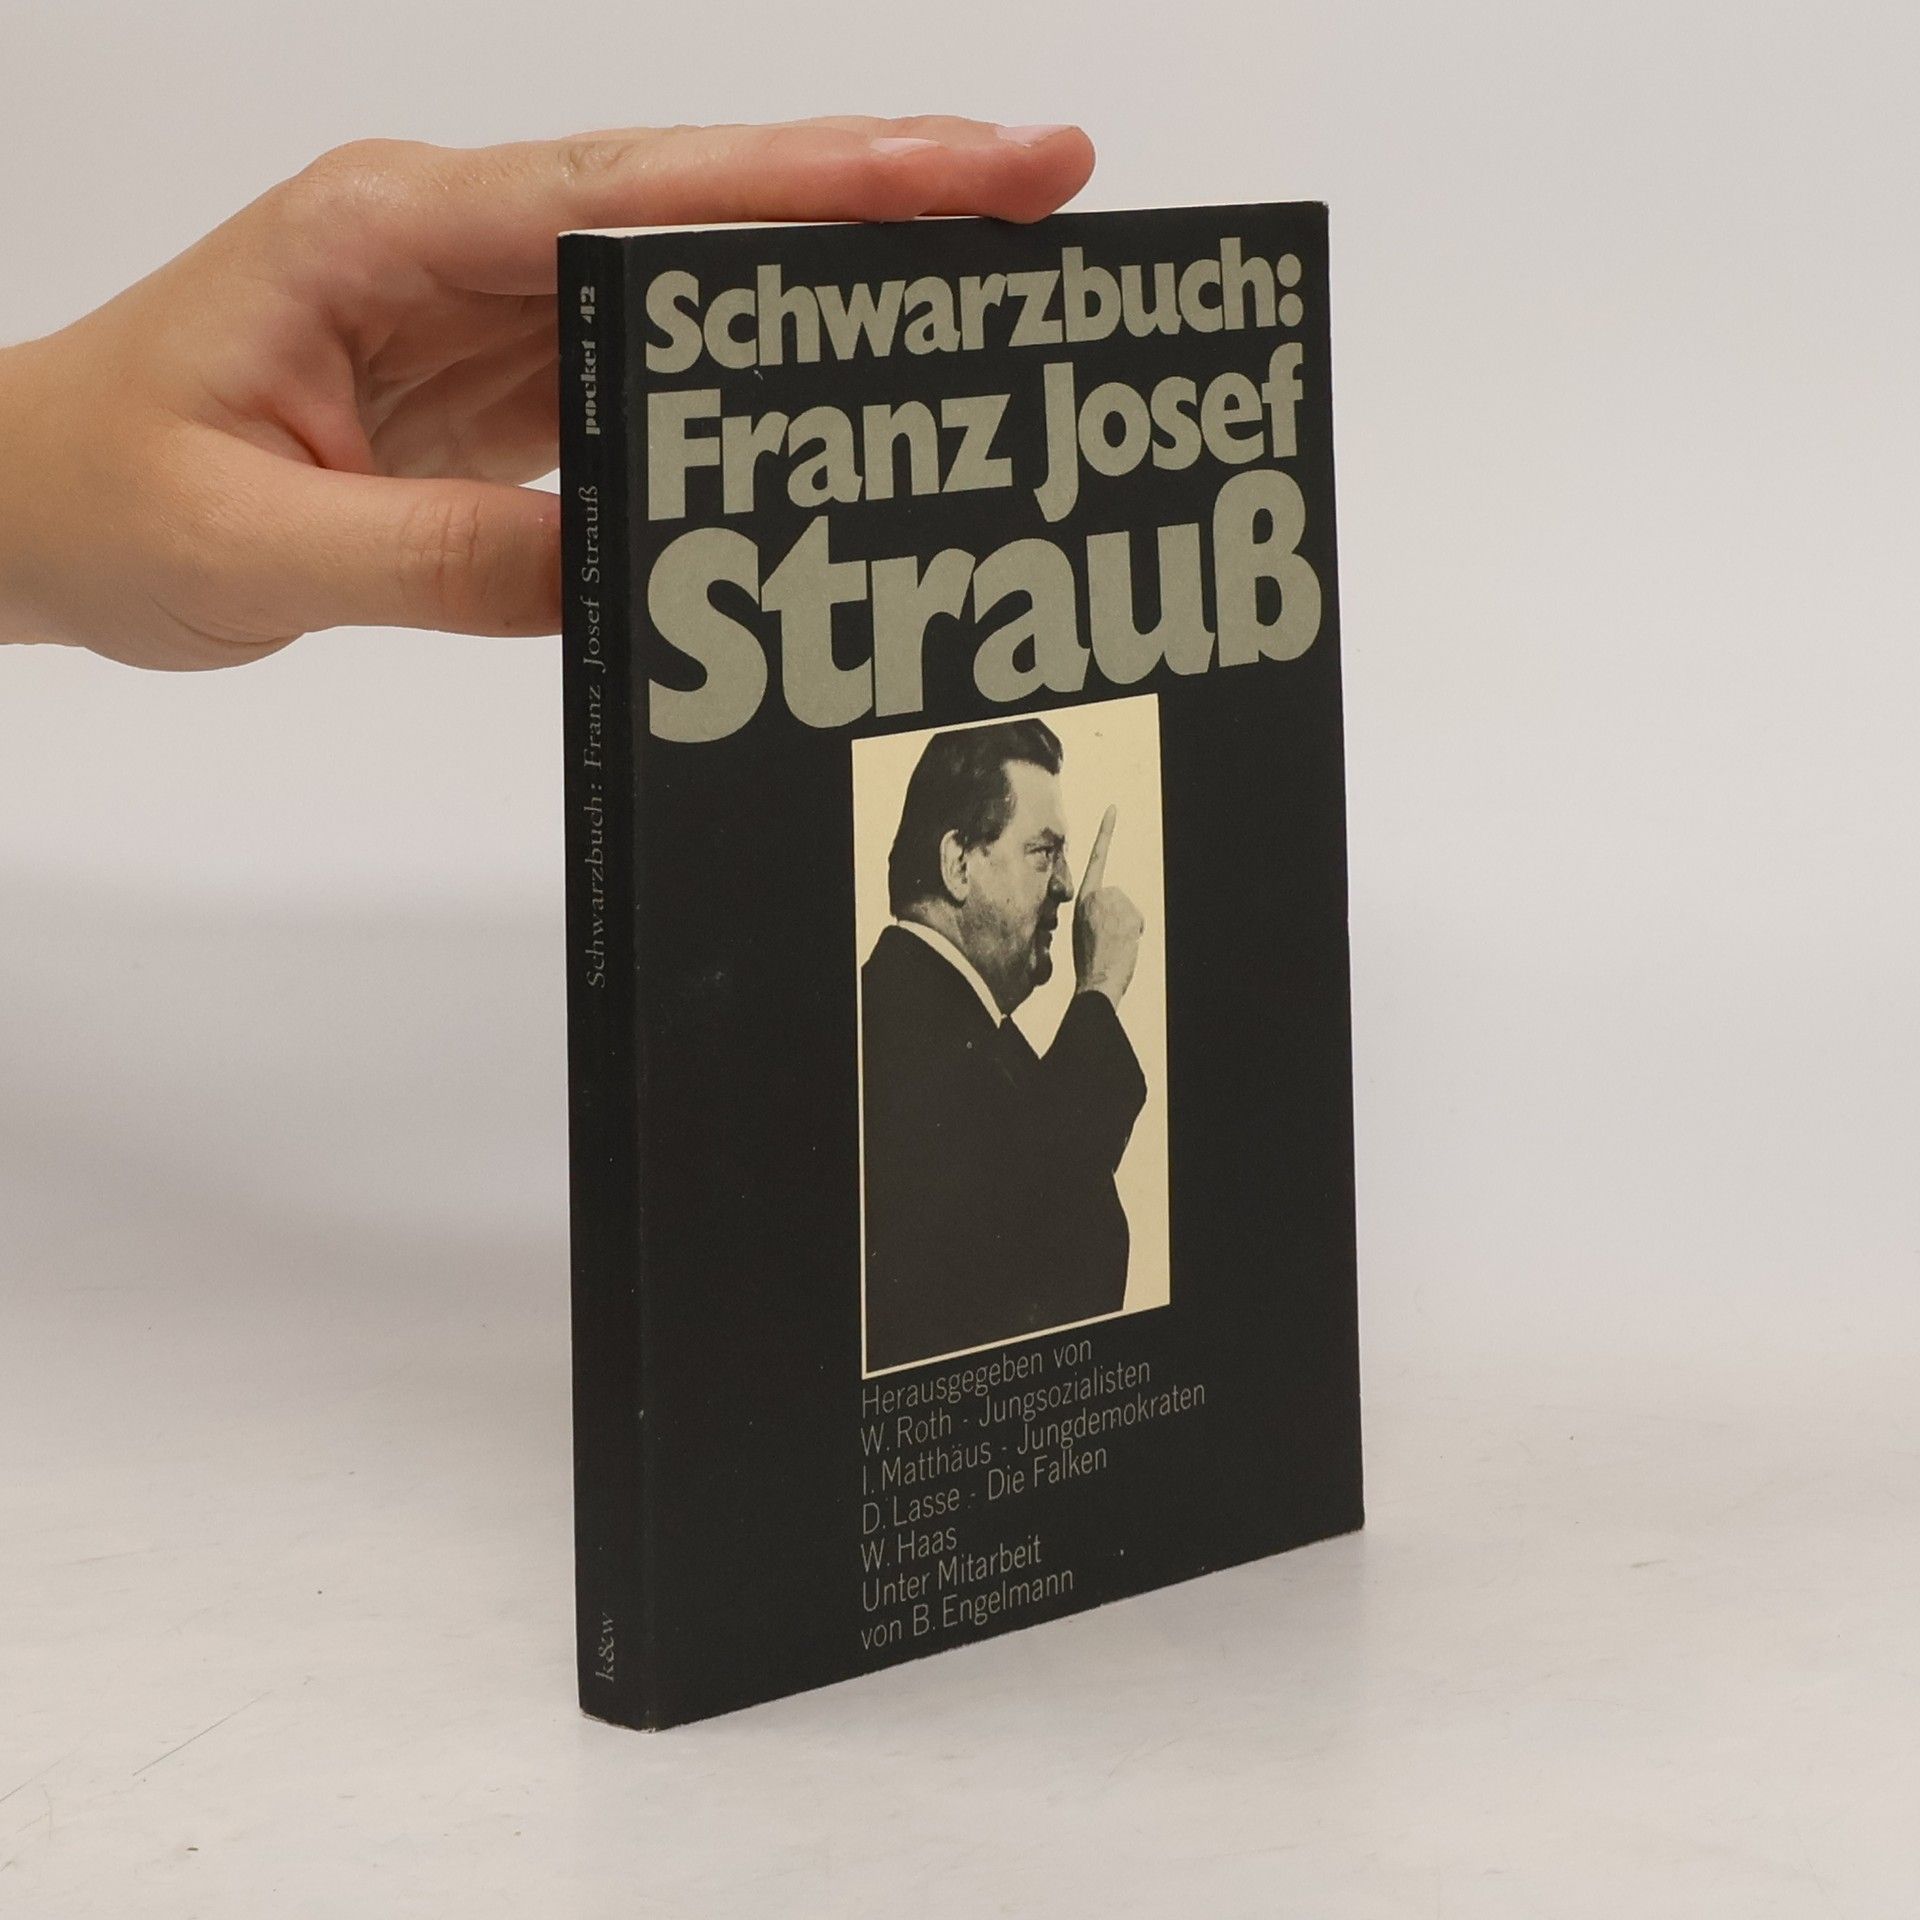 Schwarzbuch:
Franz Josef
Strauß
Herausgegeben von
W. Roth - Jungsozialisten
I. Matthäus - Jungdemokraten
D. Lasse - Die Falken
W. Haas
Unter Mitarbeit
von B. Engelmann
k&w Schwarzbuch: Franz Josef Strauß pocket 42